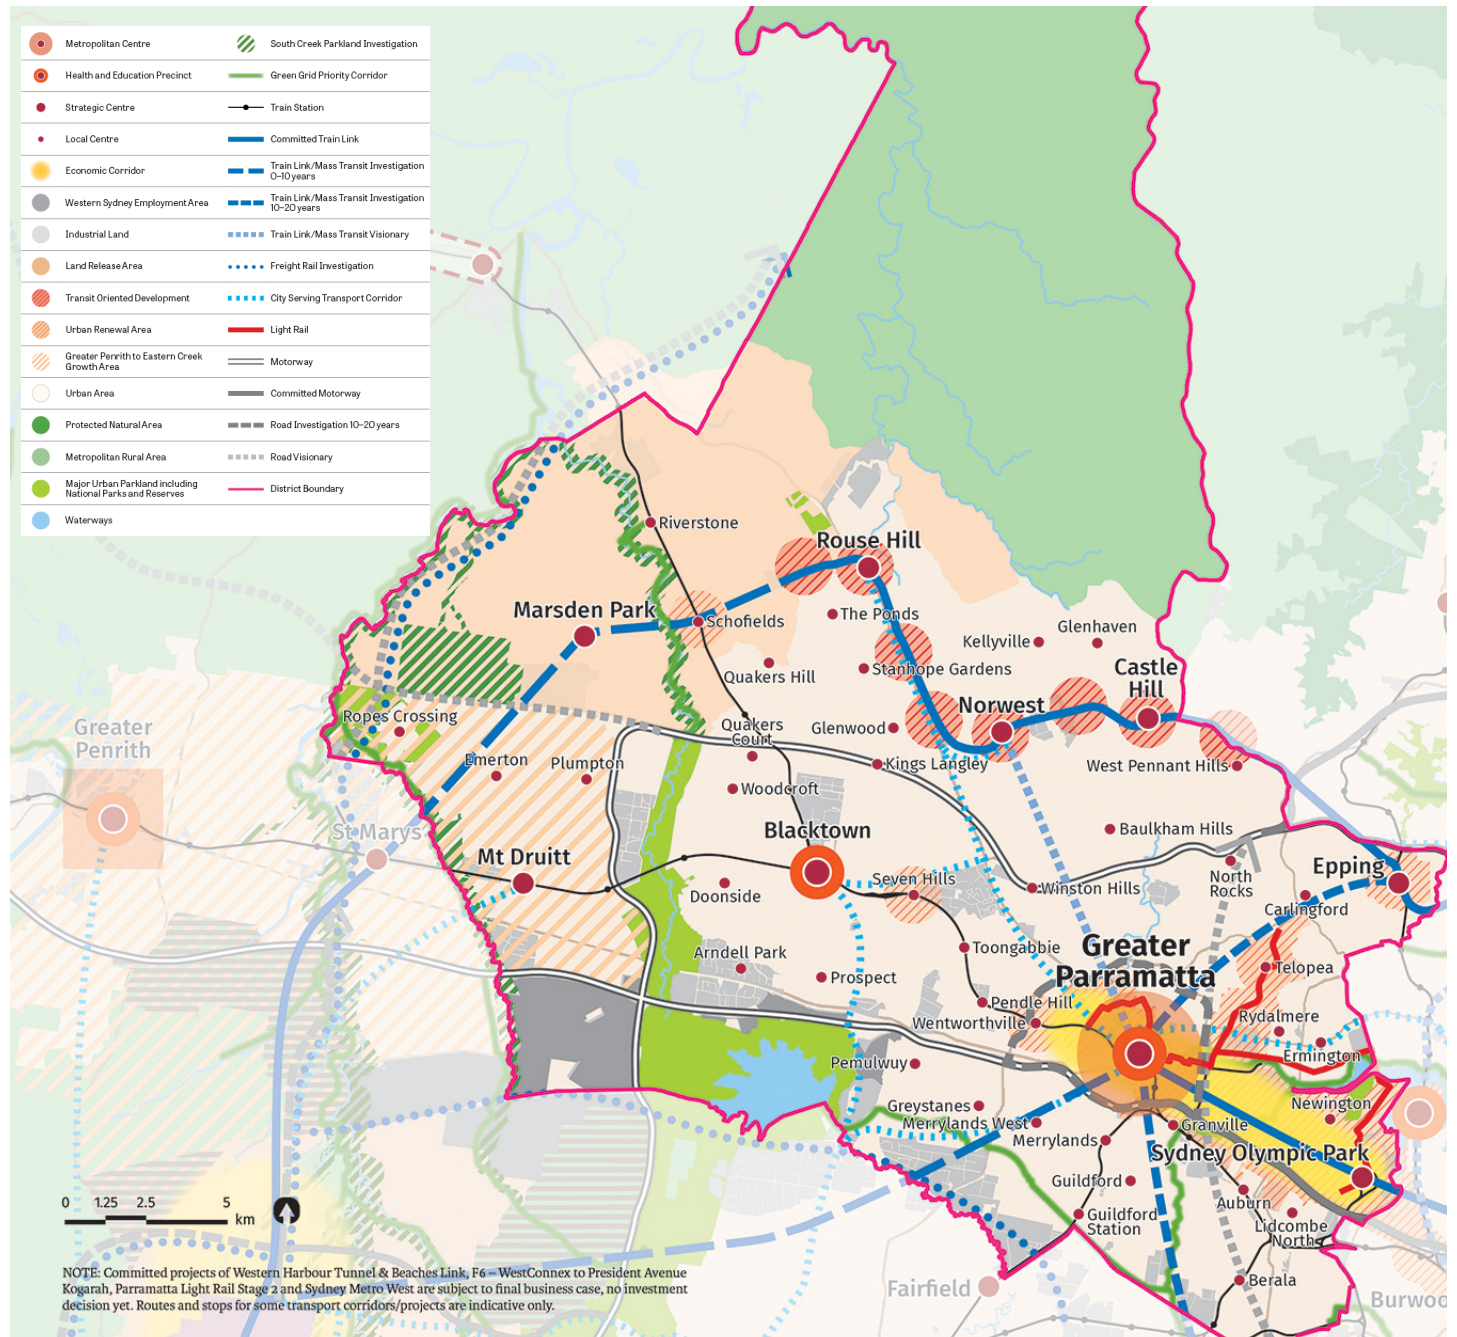 Metropolitan Centre
Health and Education Precinct
Strategic Centre
Local Centre
Economic Corridor
Western Sydney Employment Area
Industrial Land
Land Release Area
Transit Oriented Development
Urban Renewal Area
Greater Penrith to Eastern Creek
Growth Area
Urban Area
Protected Natural Area
Metropolitan Rural Area
Major Urban Parkland including
National Parks and Reserves
Waterways
South Creek Parkland Investigation
Green Grid Priority Corridor
Train Station
Committed Train Link
Train Link/Mass Transit Investigation
0–10 years
Train Link/Mass Transit Investigation
10–20 years
Train Link/Mass Transit Visionary
Freight Rail Investigation
City Serving Transport Corridor
Light Rail
Motorway
Committed Motorway
Road Investigation 10–20 years
Road Visionary
District Boundary
Riverstone
Rouse Hill
Marsden Park
Schofields
The Ponds
Kellyville
Glenhaven
Quakers Hill
Stanhope Gardens
Castle
Hill
Norwest
Ropes Crossing
Greater
Penrith
Quakers
Court
Glenwood
Emerton
Plumpton
Kings Langley
West Pennant Hills
Woodcroft
St Marys
Blacktown
Baulkham Hills
Mt Druitt
Epping
Doonside
Seven Hills
Winston Hills
North
Rocks
Carlingford
Arndell Park
Toongabbie
Greater
Parramatta
Telopea
Prospect
Pendle Hill
Wentworthville
Rydalmere
Ermington
Pemulwuy
Greystanes
Newington
Merrylands West
Merrylands
Granville
Sydney Olympic Park
Guildford
Auburn
Guildford
Station
Lidcombe
North
Berala
Fairfield
Burwoo
0 1.25 2.5 5
km
NOTE: Committed projects of Western Harbour Tunnel & Beaches Link, F6 – WestConnex to President Avenue
Kogarah, Parramatta Light Rail Stage 2 and Sydney Metro West are subject to final business case, no investment
decision yet. Routes and stops for some transport corridors/projects are indicative only.